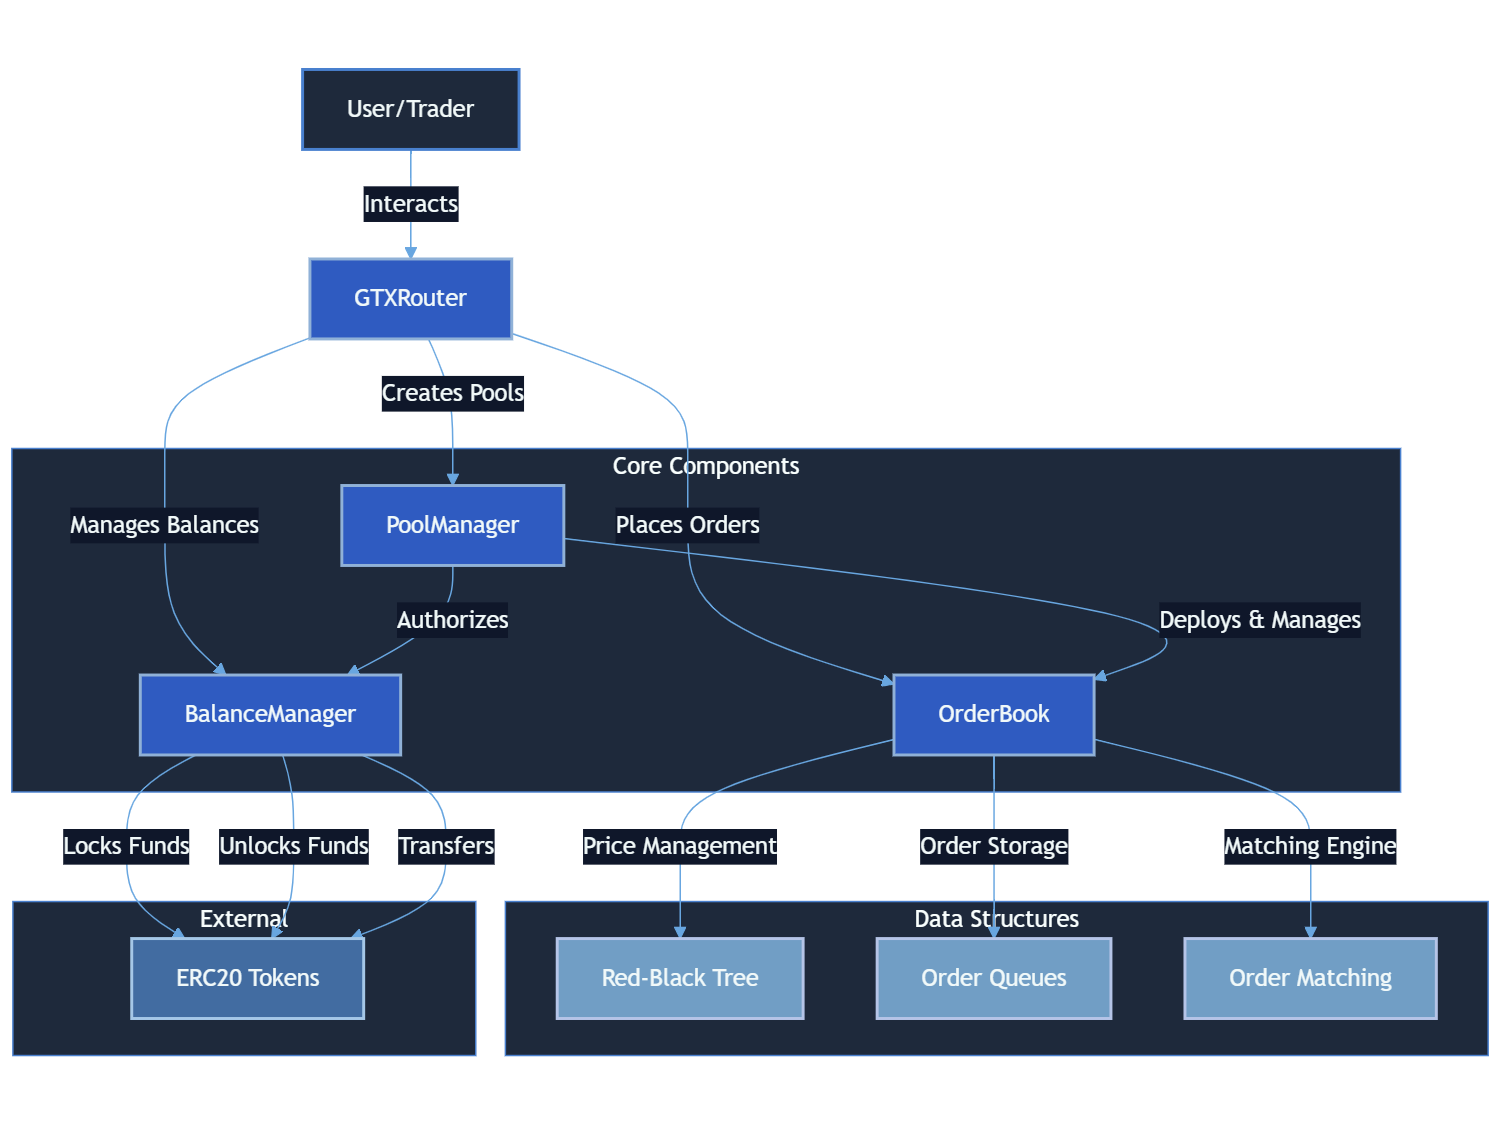 User/Trader
Interacts
GTXRouter
Creates Pools
Core Components
Manages Balances
PoolManager
Places Orders
Authorizes
Deploys & Manages
BalanceManager
OrderBook
Locks Funds
Unlocks Funds
Transfers
Price Management
Order Storage
Matching Engine
External
Data Structures
ERC20 Tokens
Red-Black Tree
Order Queues
Order Matching